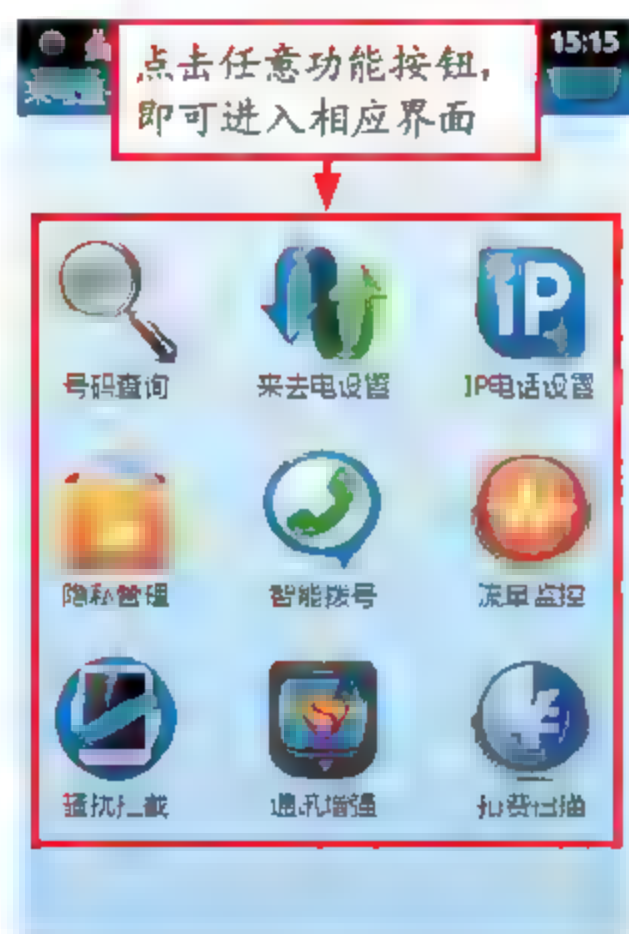 15:15
点击任意功能按钮，
即可进入相应界面
号码查询
来去电设置
IP
IP电话设置
隐私管理
智能拨号
流量监控
骚扰拦截
通讯增强
扣费扫描